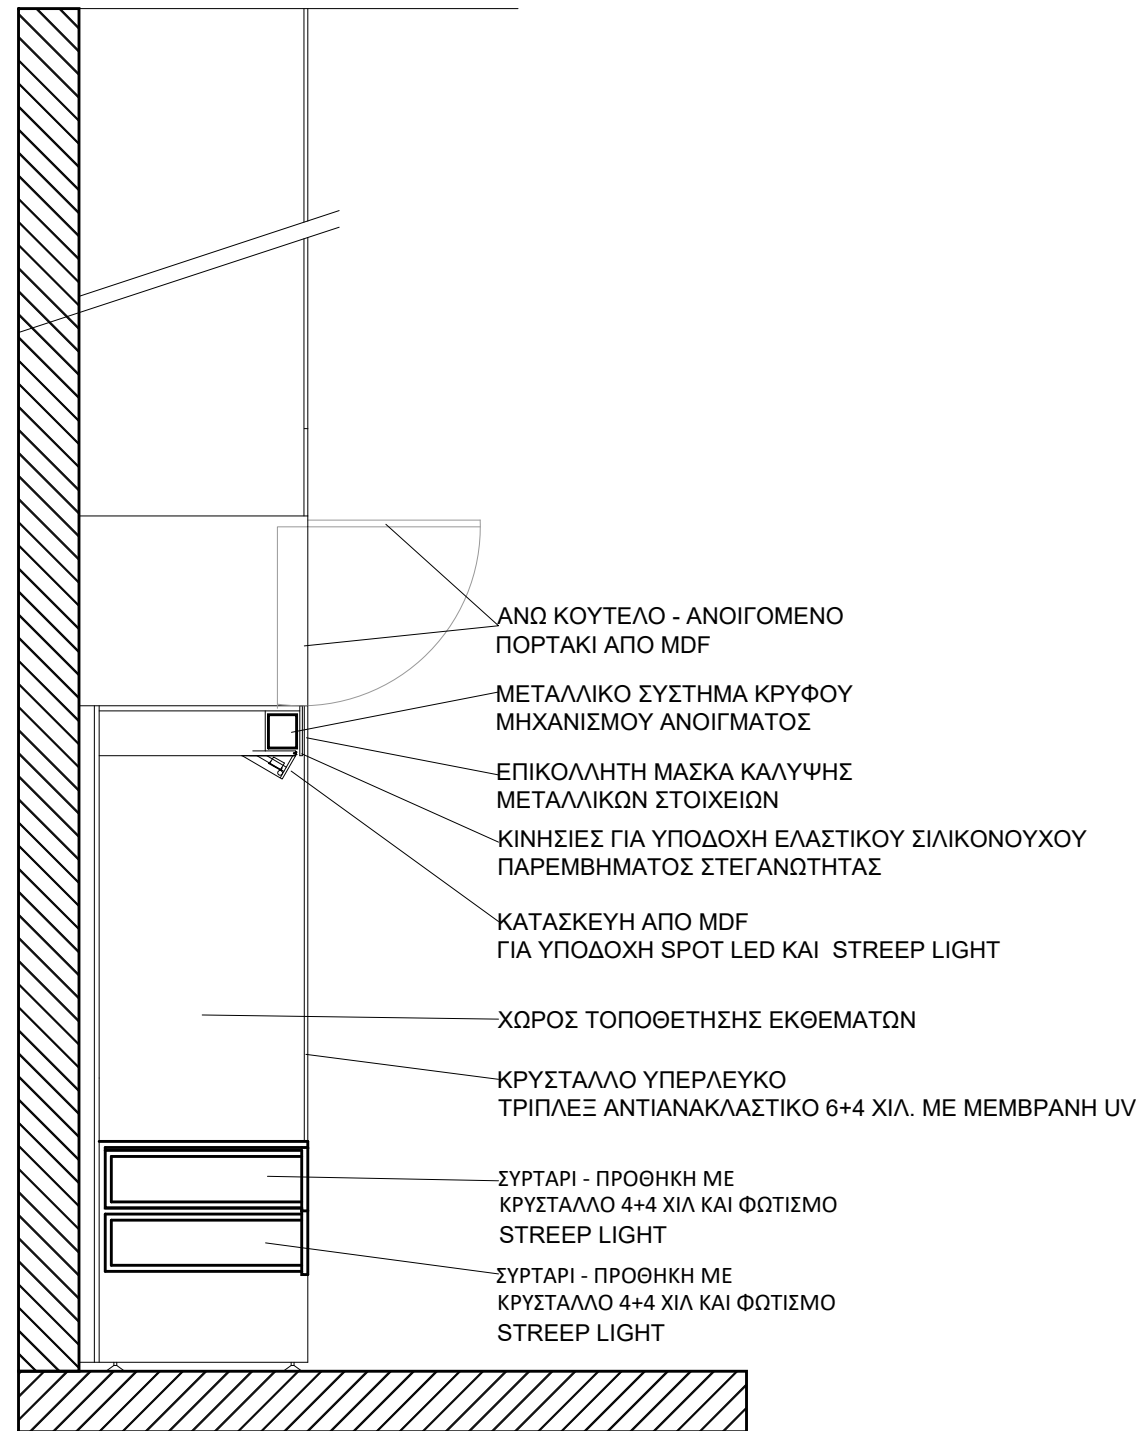 ΑΝΩ ΚΟΥΤΕΛΟ - ΑΝΟΙΓΟΜΕΝΟ
ΠΟΡΤΑΚΙ ΑΠΟ MDF
ΜΕΤΑΛΛΙΚΟ ΣΥΣΤΗΜΑ ΚΡΥΦΟΥ
ΜΗΧΑΝΙΣΜΟΥ ΑΝΟΙΓΜΑΤΟΣ
ΕΠΙΚΟΛΛΗΤΗ ΜΑΣΚΑ ΚΑΛΥΨΗΣ
ΜΕΤΑΛΛΙΚΩΝ ΣΤΟΙΧΕΙΩΝ
ΚΙΝΗΣΙΕΣ ΓΙΑ ΥΠΟΔΟΧΗ ΕΛΑΣΤΙΚΟΥ ΣΙΛΙΚΟΝΟΥΧΟΥ
ΠΑΡΕΜΒΗΜΑΤΟΣ ΣΤΕΓΑΝΩΤΗΤΑΣ
ΚΑΤΑΣΚΕΥΗ ΑΠΟ MDF
ΓΙΑ ΥΠΟΔΟΧΗ SPOT LED ΚΑΙ STREEP LIGHT
ΧΩΡΟΣ ΤΟΠΟΘΕΤΗΣΗΣ ΕΚΘΕΜΑΤΩΝ
ΚΡΥΣΤΑΛΛΟ ΥΠΕΡΛΕΥΚΟ
ΤΡΙΠΛΕΞ ΑΝΤΙΑΝΑΚΛΑΣΤΙΚΟ 6+4 ΧΙΛ. ΜΕ ΜΕΜΒΡΑΝΗ UV
ΣΥΡΤΑΡΙ - ΠΡΟΘΗΚΗ ΜΕ
ΚΡΥΣΤΑΛΛΟ 4+4 ΧΙΛ ΚΑΙ ΦΩΤΙΣΜΟ
STREEP LIGHT
ΣΥΡΤΑΡΙ - ΠΡΟΘΗΚΗ ΜΕ
ΚΡΥΣΤΑΛΛΟ 4+4 ΧΙΛ ΚΑΙ ΦΩΤΙΣΜΟ
STREEP LIGHT